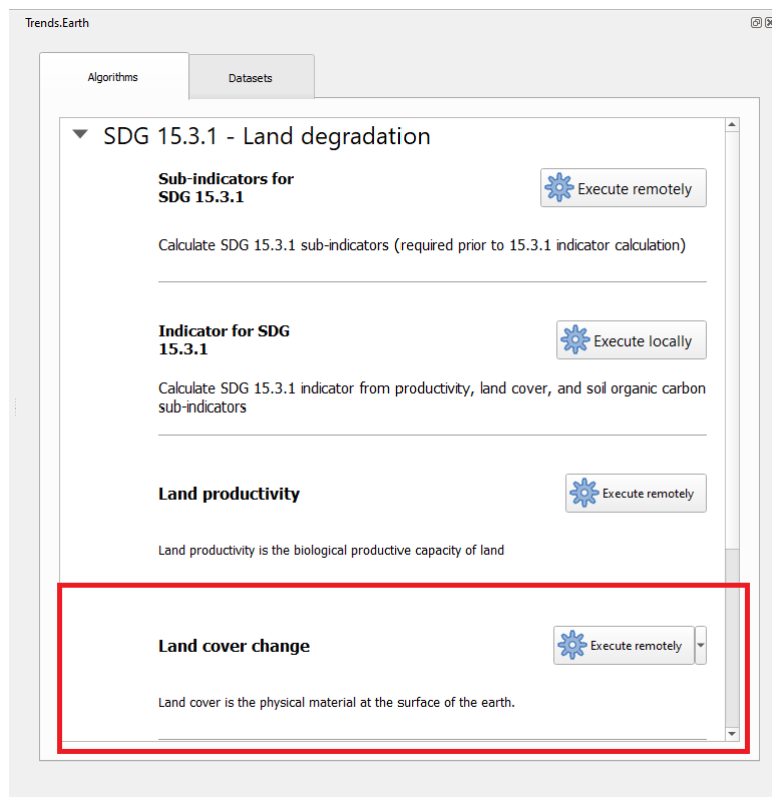 Trends.Earth
Algorithms
Datasets
SDG 15.3.1 - Land degradation
Sub-indicators for
SDG 15.3.1
Execute remotely
Calculate SDG 15.3.1 sub-indicators (required prior to 15.3.1 indicator calculation)
Indicator for SDG
15.3.1
Execute locally
Calculate SDG 15.3.1 indicator from productivity, land cover, and soil organic carbon
sub-indicators
Land productivity
Execute remotely
Land productivity is the biological productive capacity of land
Land cover change
Execute remotely
Land cover is the physical material at the surface of the earth.